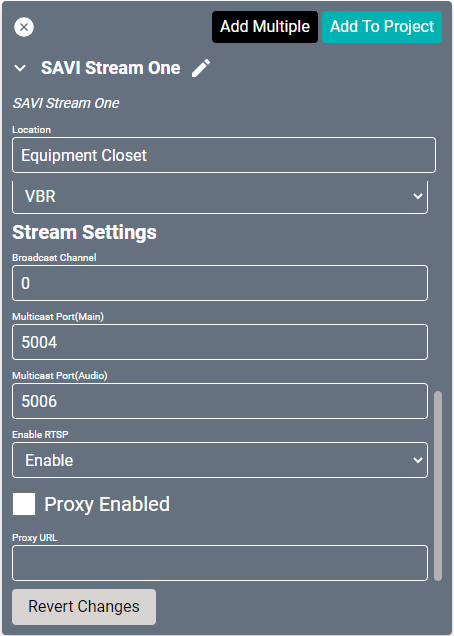 Add Multiple
Add To Project
SAVI Stream One
SAVI Stream One
Location
Equipment Closet
VBR
Stream Settings
Broadcast Channel
0
Multicast Port(Main)
5004
Multicast Port(Audio)
5006
Enable RTSP
Enable
Proxy Enabled
Proxy URL
Revert Changes